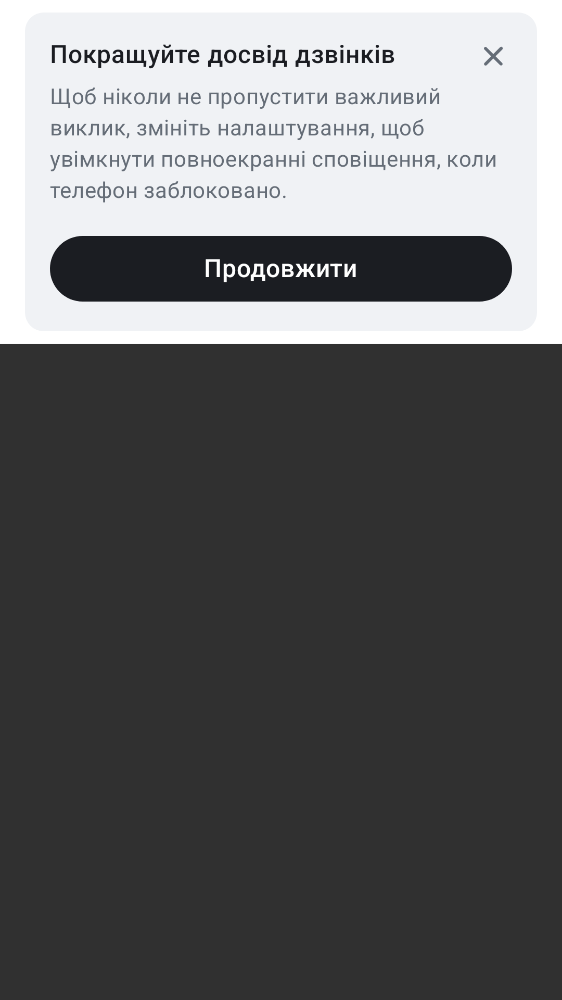 Покращуйте досвід дзвінків
Щоб ніколи не пропустити важливий
виклик, змініть налаштування, щоб
увімкнути повноекранні сповіщення, коли
телефон заблоковано.
Продовжити